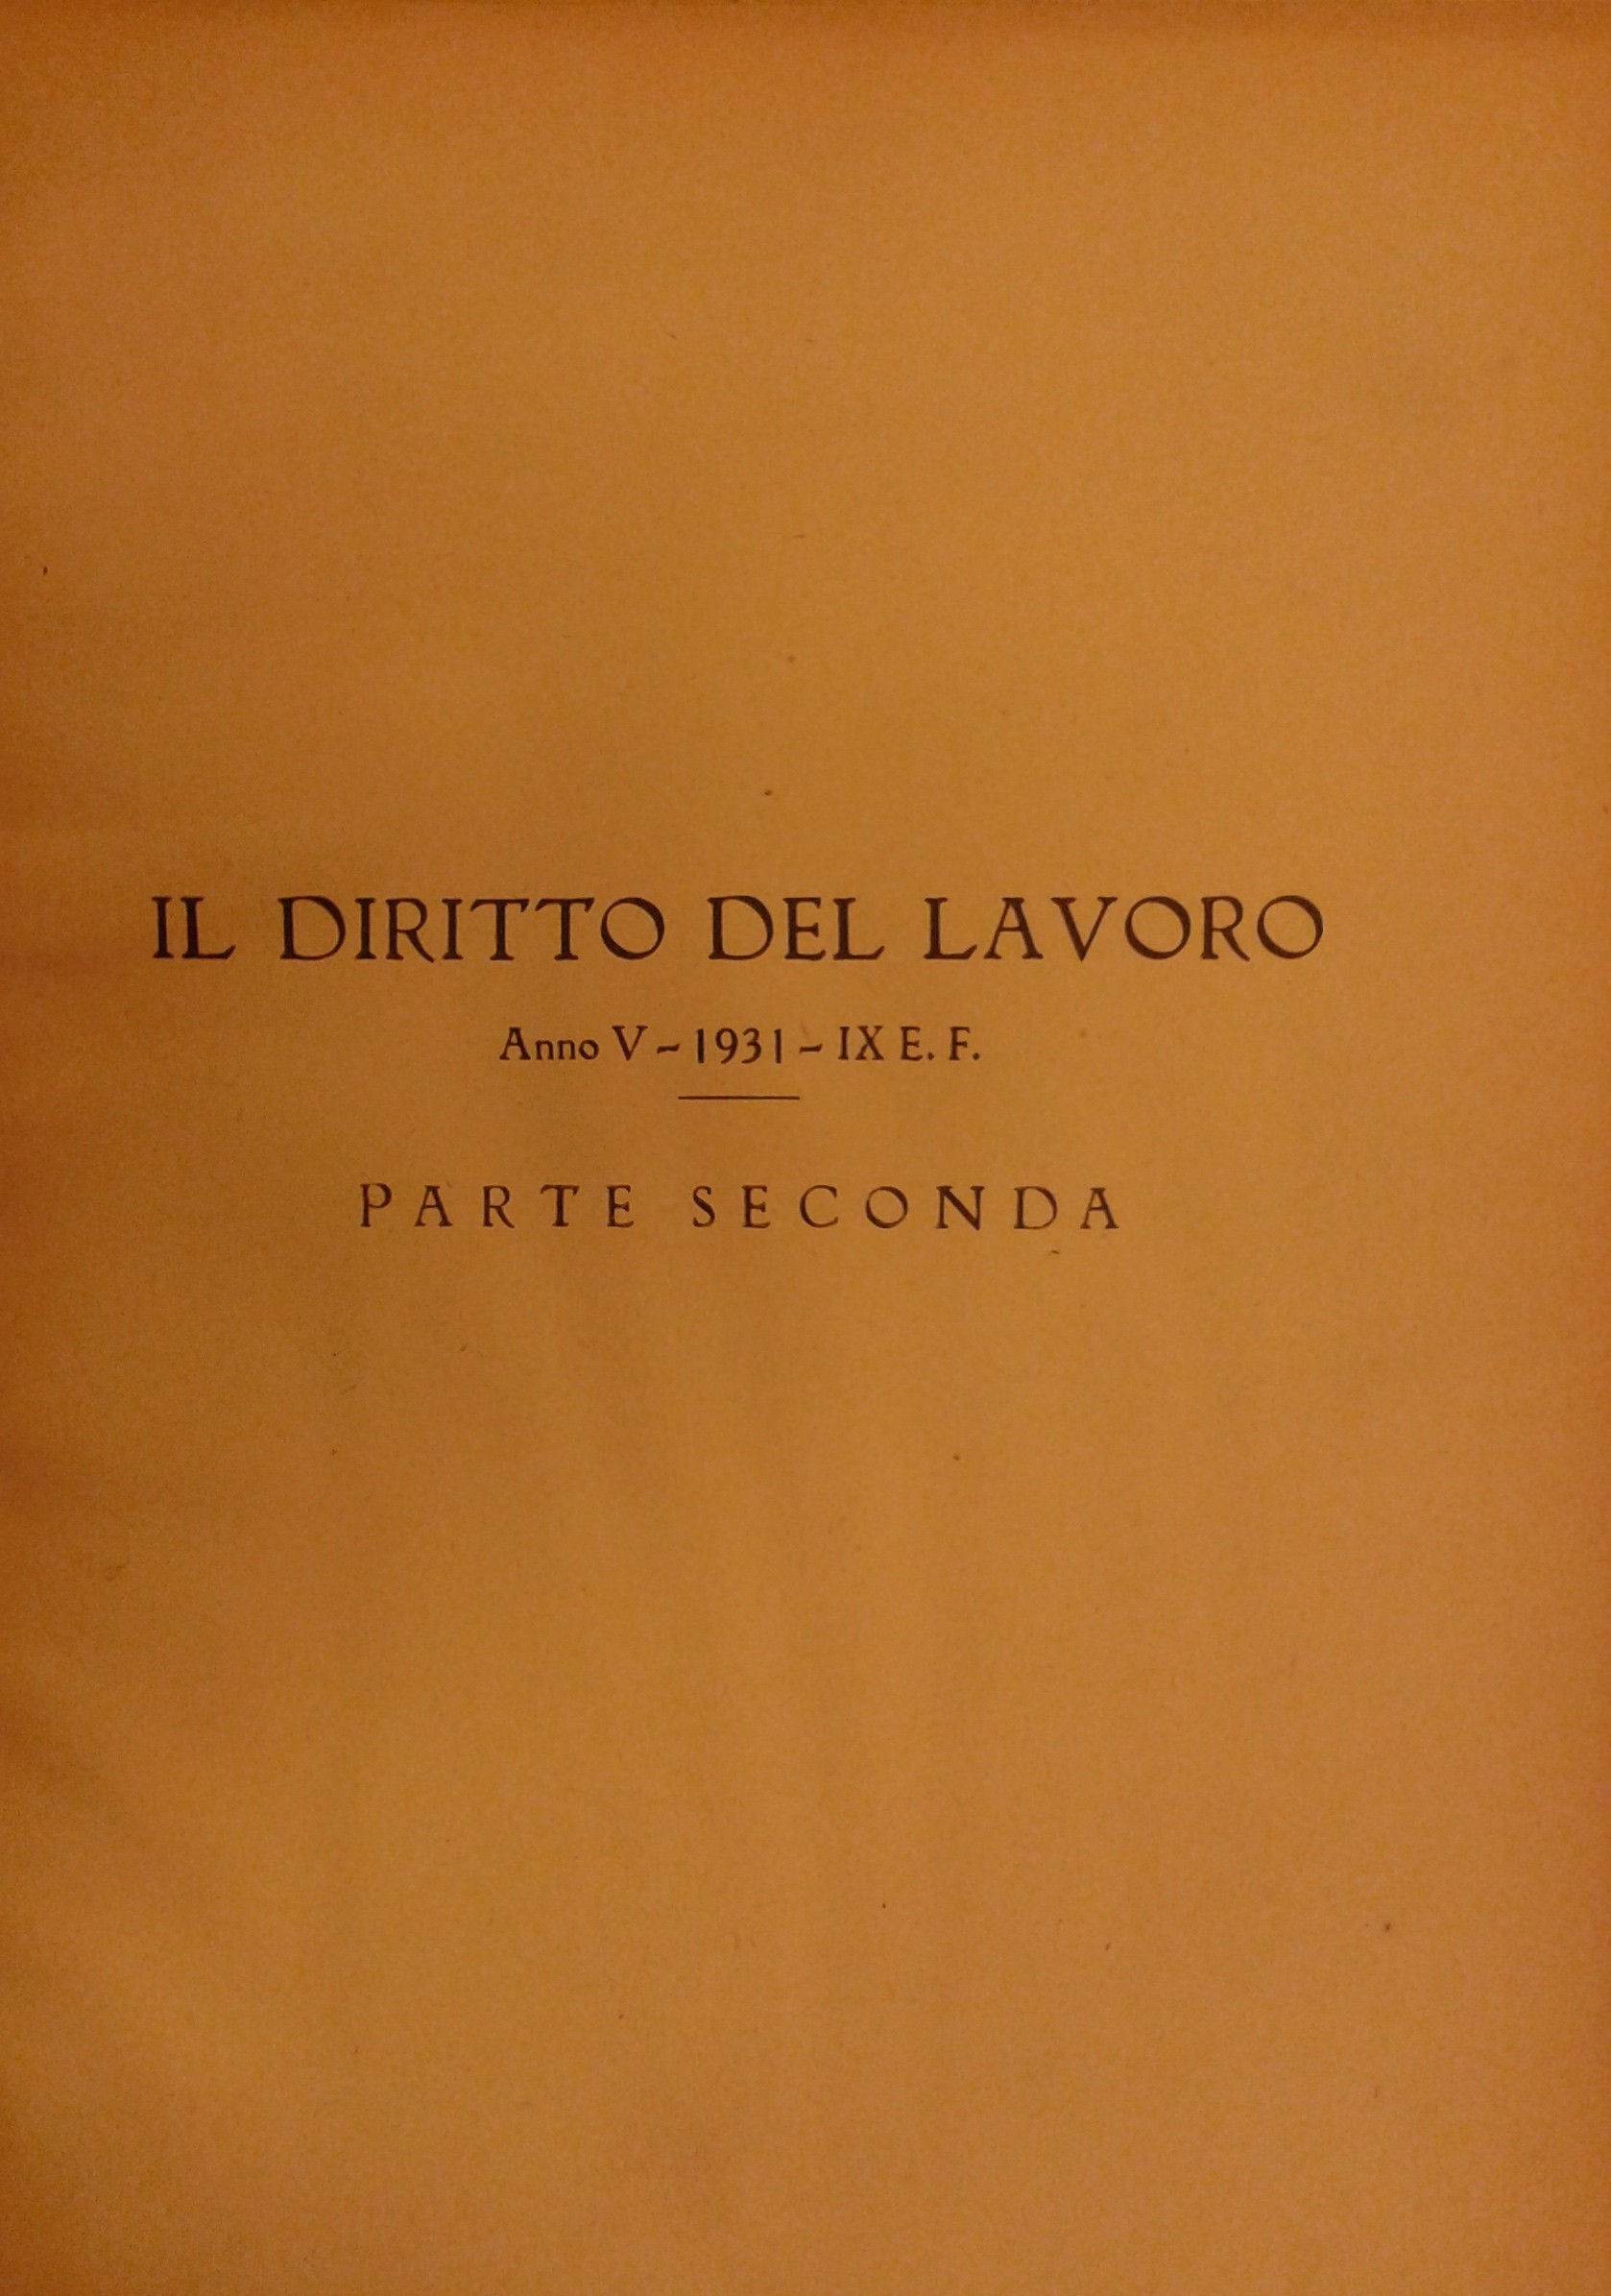 IL DIRITTO DEL LAVORO
Anno V - 1931 - IX E. F.
PARTE SECONDA